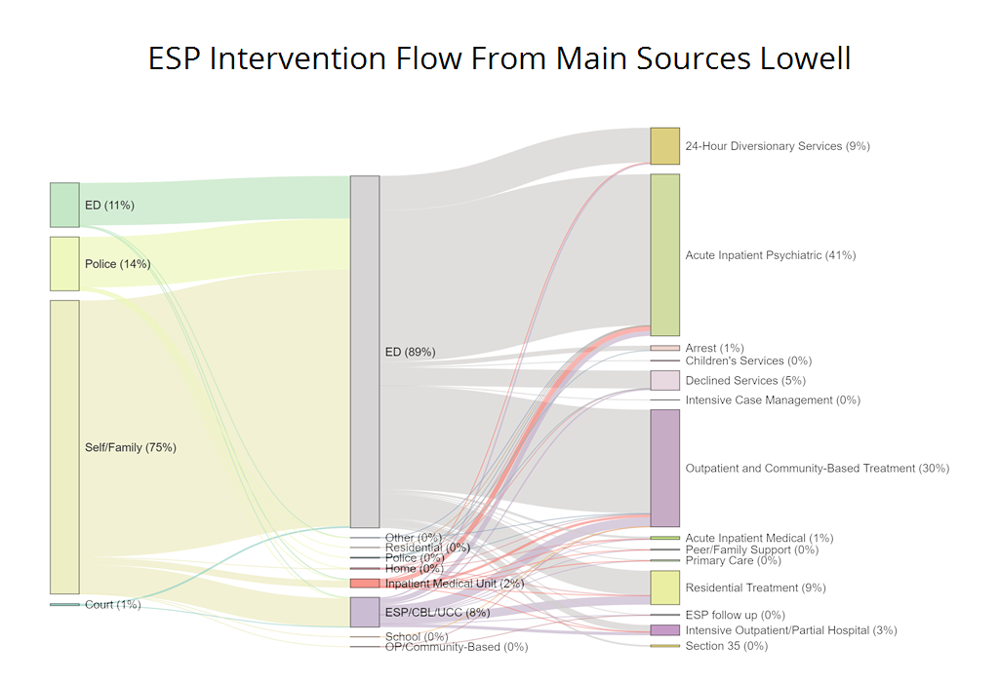 ESP Intervention Flow From Main Sources Lowell
ED (11%)
Police (14%)
Self/Family (75%)
Court (1%)
ED (89%)
Other (0%)
Residential (0%)
Police (0%)
Home (0%)
Inpatient Medical Unit (2%)
ESP/CBL/UCC (8%)
School (0%)
OP/Community-Based (0%)
24-Hour Diversionary Services (9%)
Acute Inpatient Psychiatric (41%)
Arrest (1%)
Children's Services (0%)
Declined Services (5%)
Intensive Case Management (0%)
Outpatient and Community-Based Treatment (30%)
Acute Inpatient Medical (1%)
Peer/Family Support (0%)
Primary Care (0%)
Residential Treatment (9%)
ESP follow up (0%)
Intensive Outpatient/Partial Hospital (3%)
Section 35 (0%)